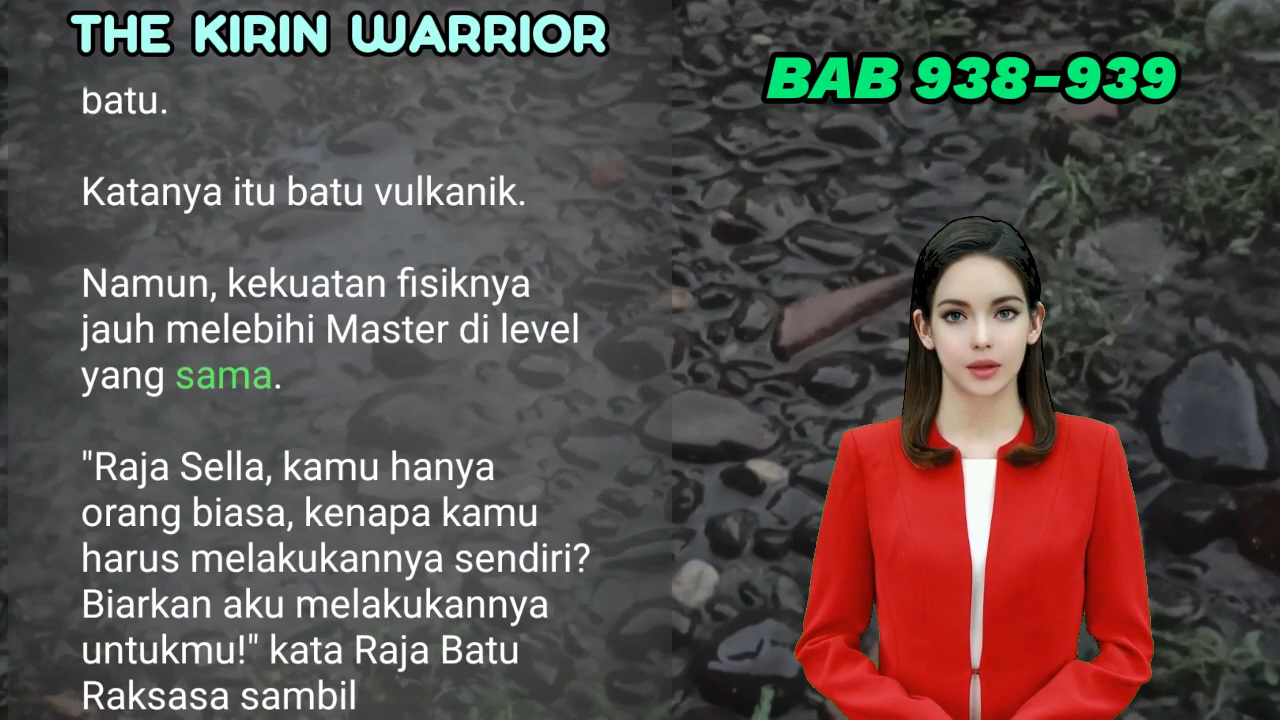 THE KIRIN WARRIOR
BAB 938-939
batu.
Katanya itu batu vulkanik.
Namun, kekuatan fisiknya
jauh melebihi Master di level
yang sama.
"Raja Sella, kamu hanya
orang biasa, kenapa kamu
harus melakukannya sendiri?
Biarkan aku melakukannya
untukmu!" kata Raja Batu
Raksasa sambil